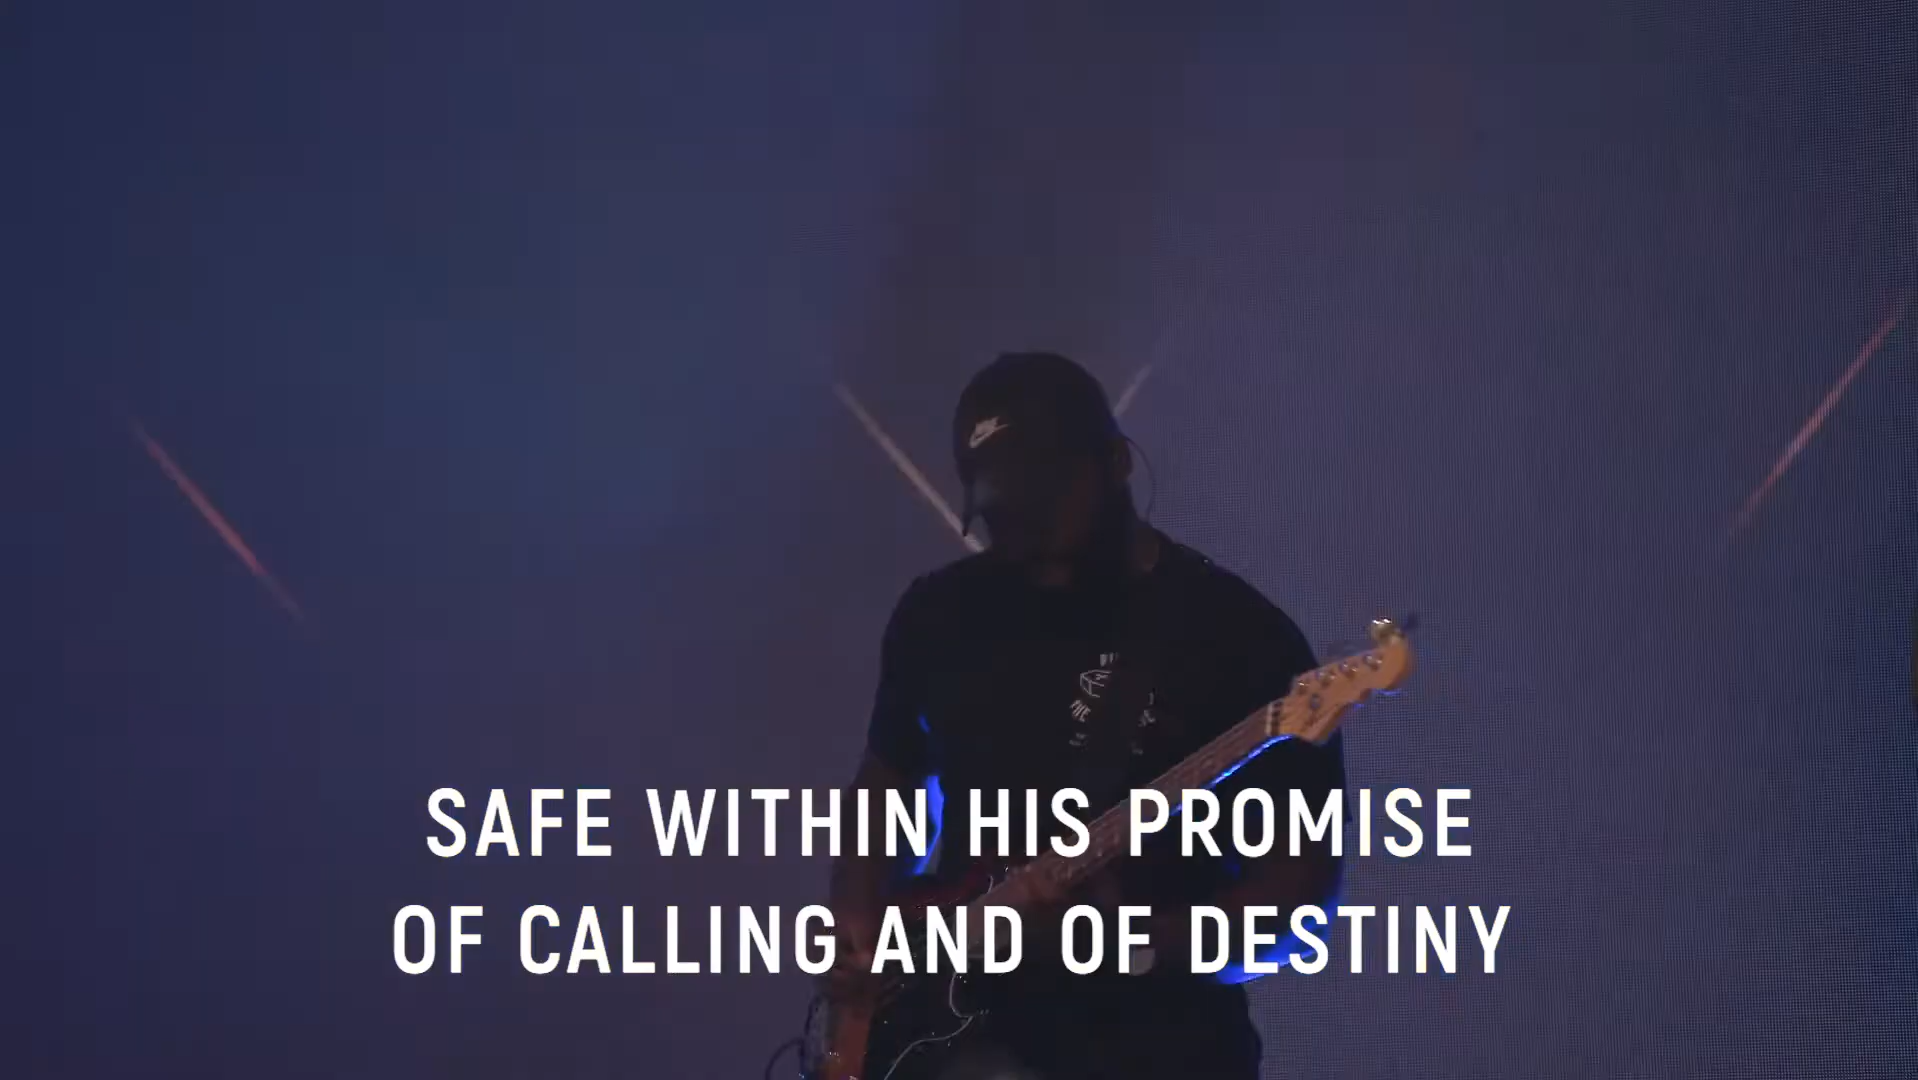 SAFE WITHIN HIS PROMISE
OF CALLING AND OF DESTINY